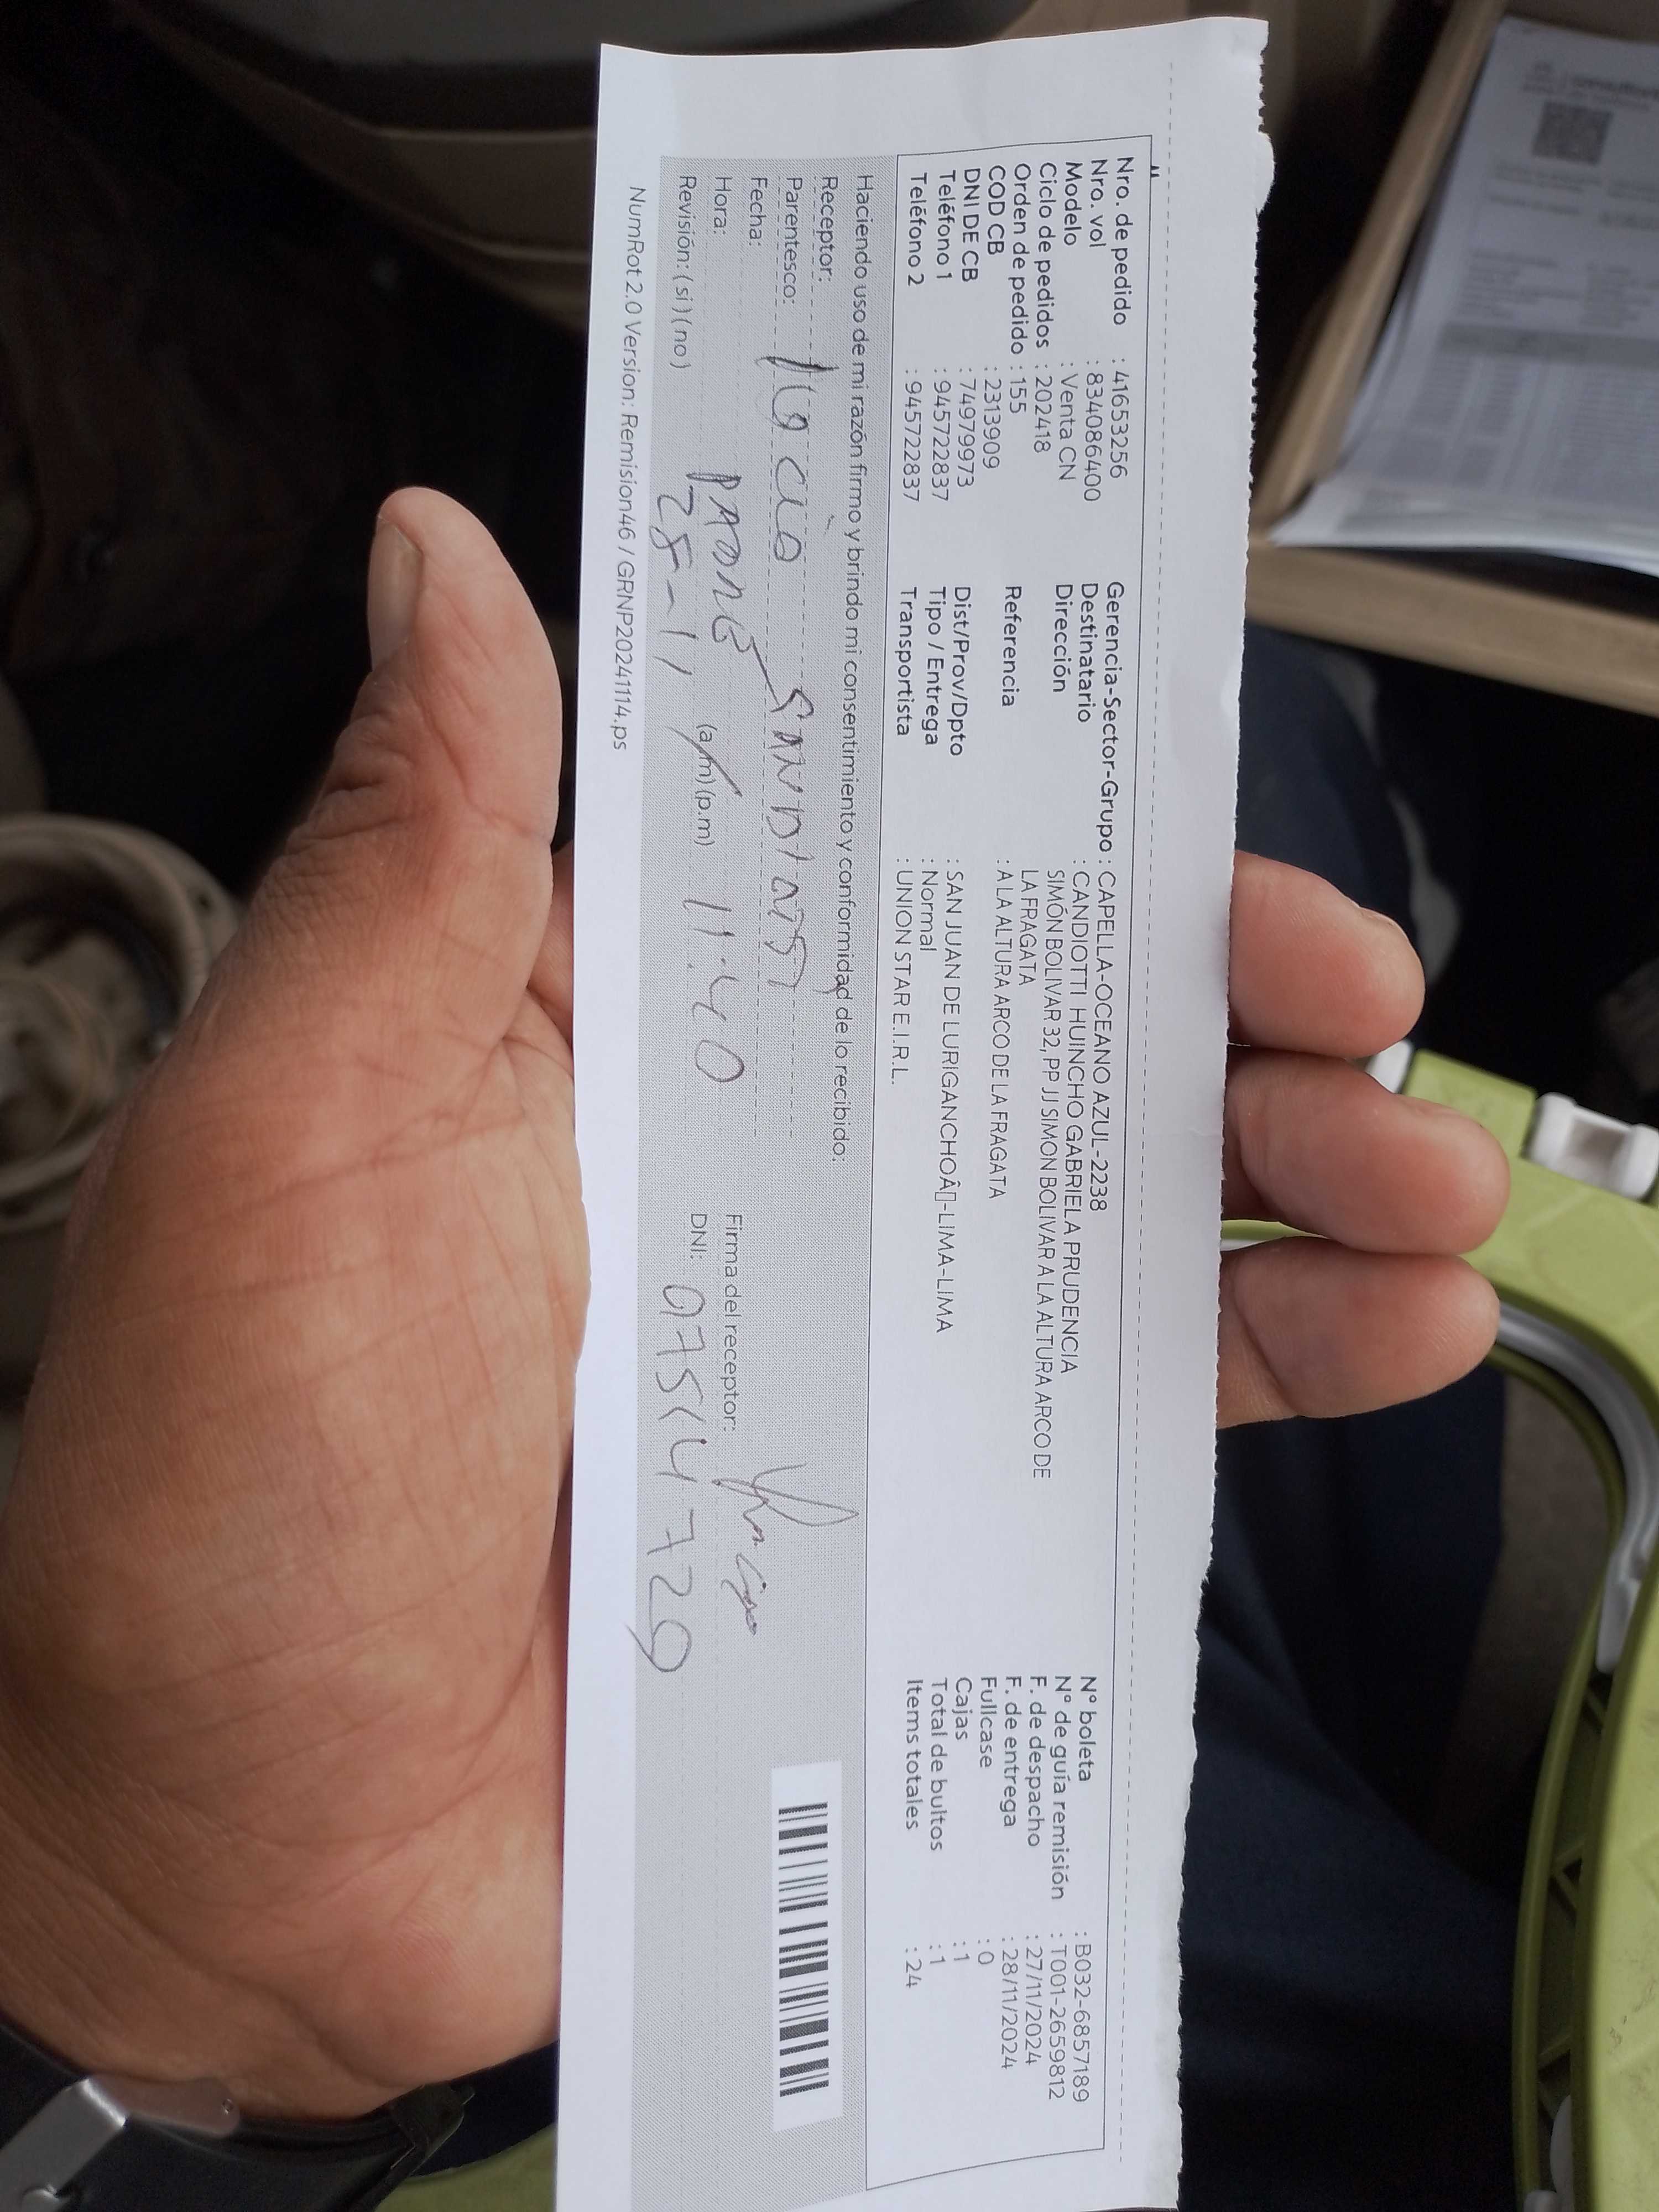 Nro. de pedido : 41653256
Nro. vol : 834086400
Modelo : Venta CN
Ciclo de pedidos : 202418
Orden de pedido : 155
COD CB : 2313909
DNI DE CB : 74979973
Teléfono 1 : 945722837
Teléfono 2 : 945722837
Gerencia-Sector-Grupo : CAPELLA-OCEANO AZUL-2238
Destinatario : CANDIOTTI HUINCHO GABRIELA PRUDENCIA
Dirección : SIMÓN BOLIVAR 32, PP JJ SIMON BOLIVAR A LA ALTURA ARCO DE
LA FRAGATA
Referencia : A LA ALTURA ARCO DE LA FRAGATA
Dist/Prov/Dpto : SAN JUAN DE LURIGANCHOÂ▯-LIMA-LIMA
Tipo / Entrega : Normal
Transportista : UNION STAR E.I.R.L.
N° boleta : B032-6857189
N° de guía remisión : T001-2659812
F. de despacho : 27/11/2024
F. de entrega : 28/11/2024
Fullcase : 0
Cajas : 1
Total de bultos : 1
Items totales : 24
Haciendo uso de mi razón firmo y brindo mi consentimiento y conformidad de lo recibido:
Receptor:
Parentesco:
Fecha:
Hora: (a.m)(p.m) 11:40
Revisión: (si) (no) 28-11
Firma del receptor:
DNI:
NumRot 2.0 Version: Remision46 / GRNP20241114.ps